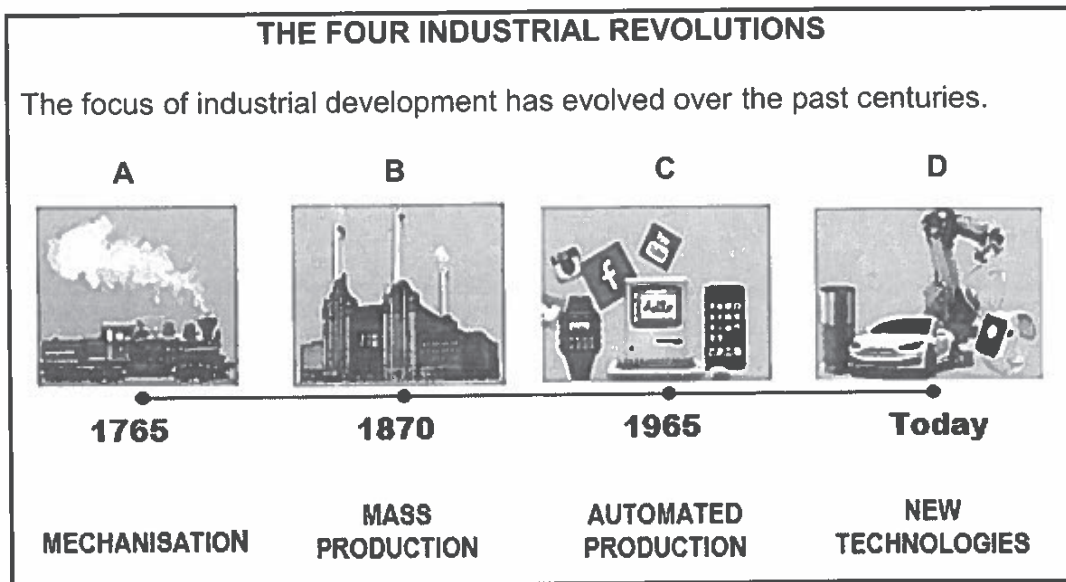 THE FOUR INDUSTRIAL REVOLUTIONS
The focus of industrial development has evolved over the past centuries.
A B C D
f
hello
1765 1870 1965 Today
MECHANISATION
MASS
PRODUCTION
AUTOMATED
PRODUCTION
NEW
TECHNOLOGIES